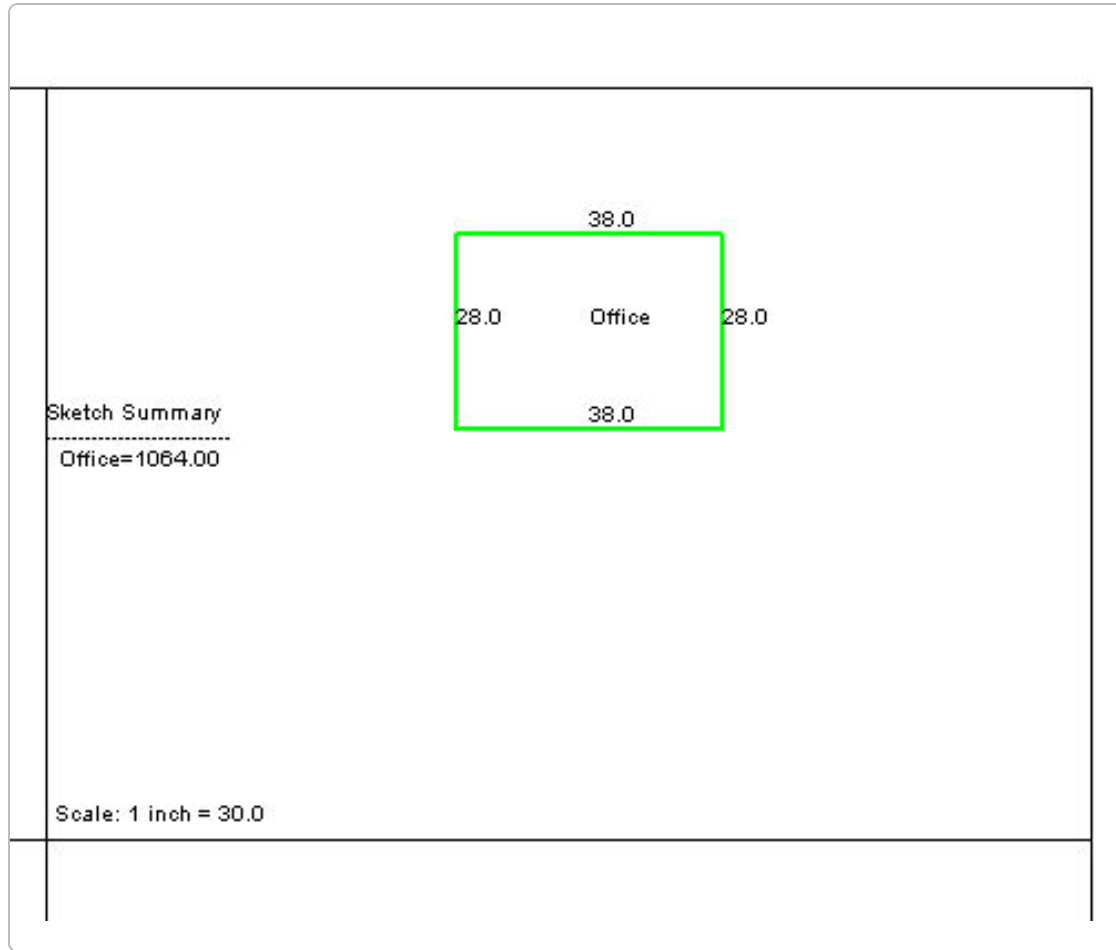 38.0
28.0 Office 28.0
38.0
Sketch Summary
Office=1064.00
Scale: 1 inch = 30.0